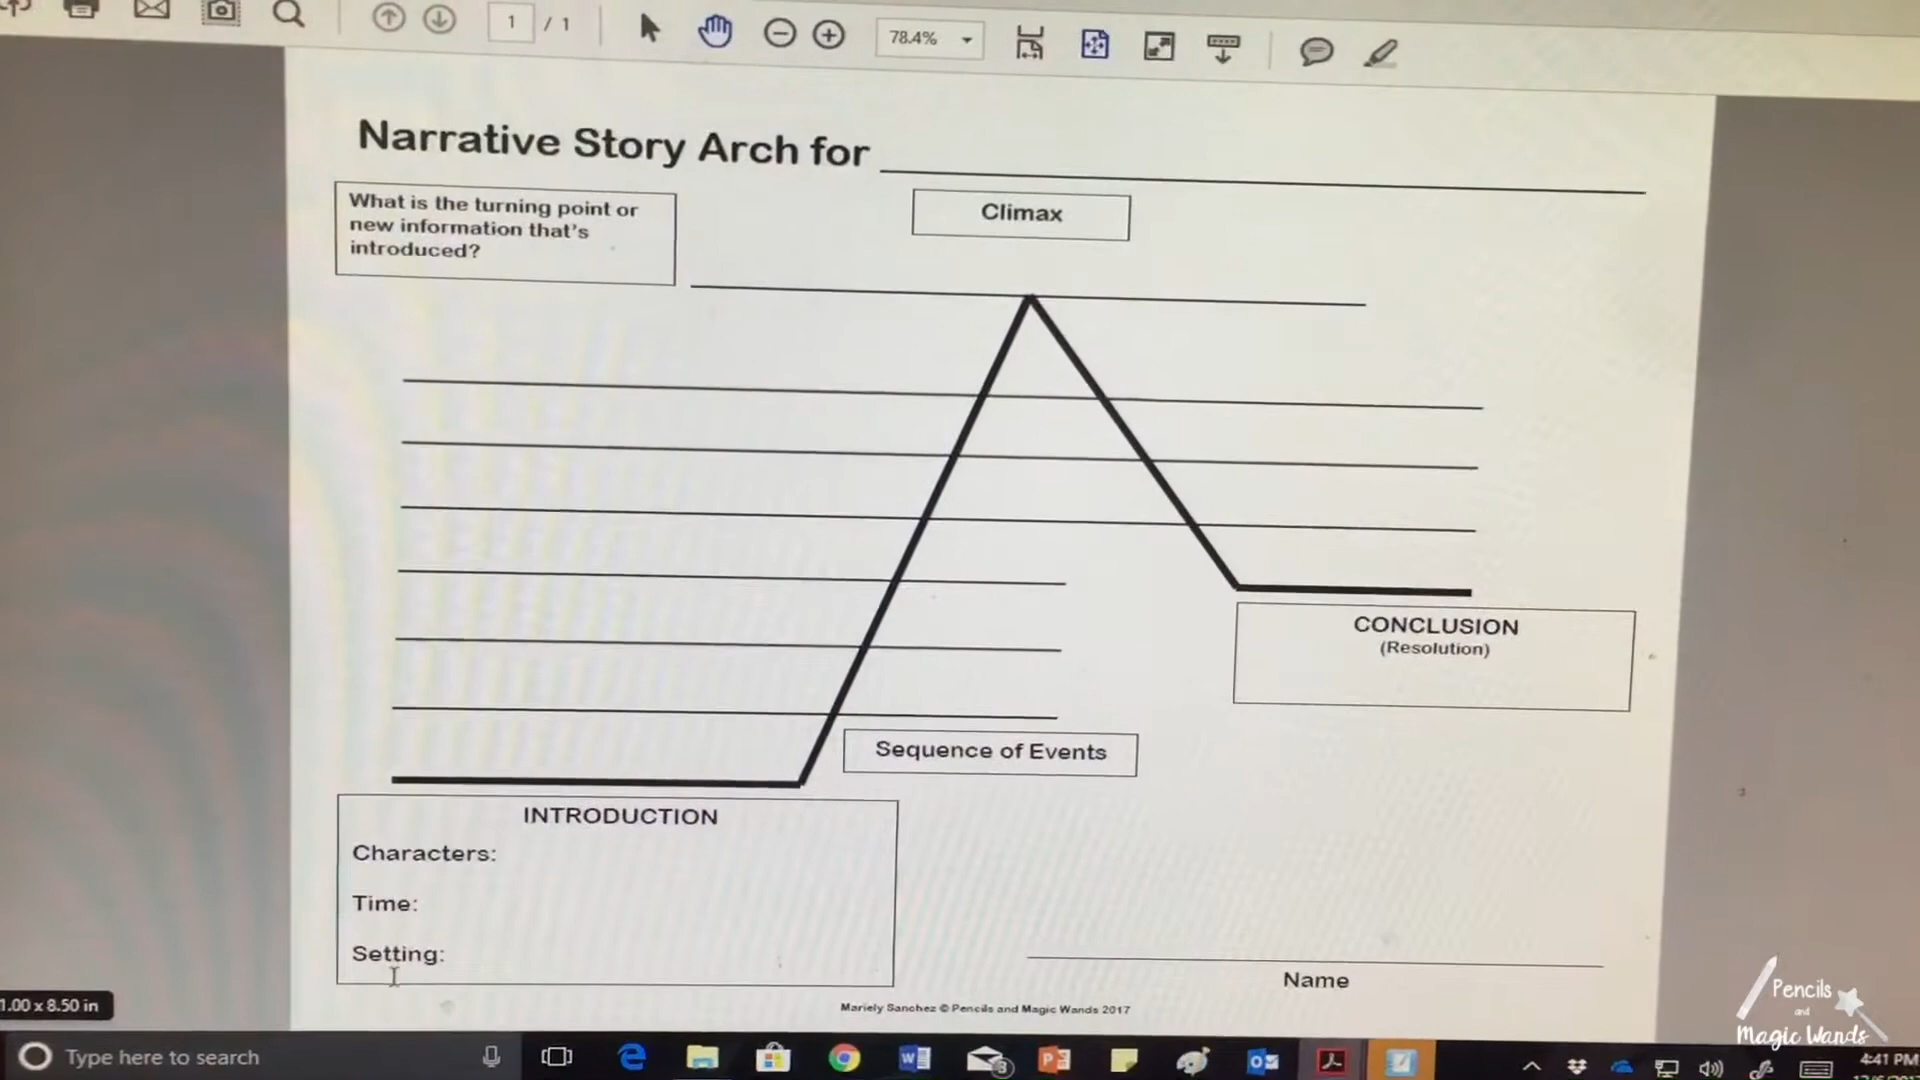 1 / 1
78.4%
Narrative Story Arch for
What is the turning point or
new information that's
introduced?
Climax
CONCLUSION
(Resolution)
Sequence of Events
INTRODUCTION
Characters:
Time:
Setting:
Name
Mariely Sanchez © Pencils and Magic Wands 2017
1.00 x 8.50 in
Pencils
and
Magic Wands
Type here to search
3
4:41 PM